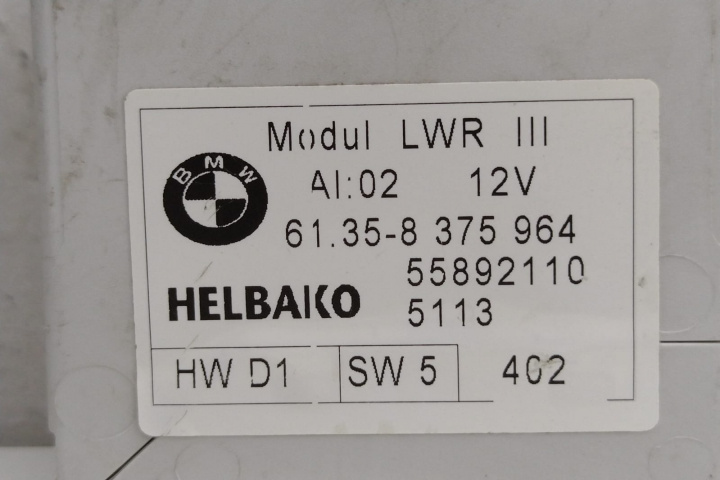 Modul LWR III
BMW
AI:02 12V
61.35-8 375 964
55892110
HELBAKO
5113
HW D1 SW 5 402